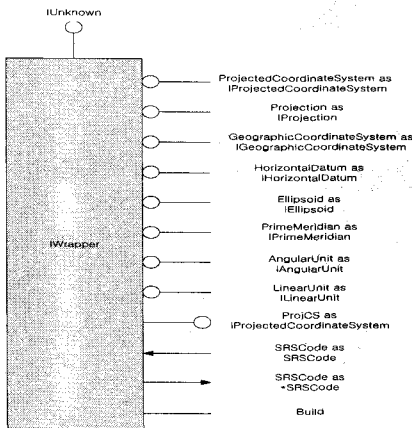 IUnknown
ProjectedCoordinateSystem as
IProjectedCoordinateSystem
Projection as
IProjection
GeographicCoordinateSystem as
IGeographicCoordinateSystem
HorizontalDatum as
IHorizontalDatum
Ellipsoid as
IEllipsoid
IWrapper
PrimeMeridian as
IPrimeMeridian
AngularUnit as
IAngularUnit
LinearUnit as
ILinearUnit
ProjCS as
IProjectedCoordinateSystem
SRSCode as
SRSCode
SRSCode as
*SRSCode
Build